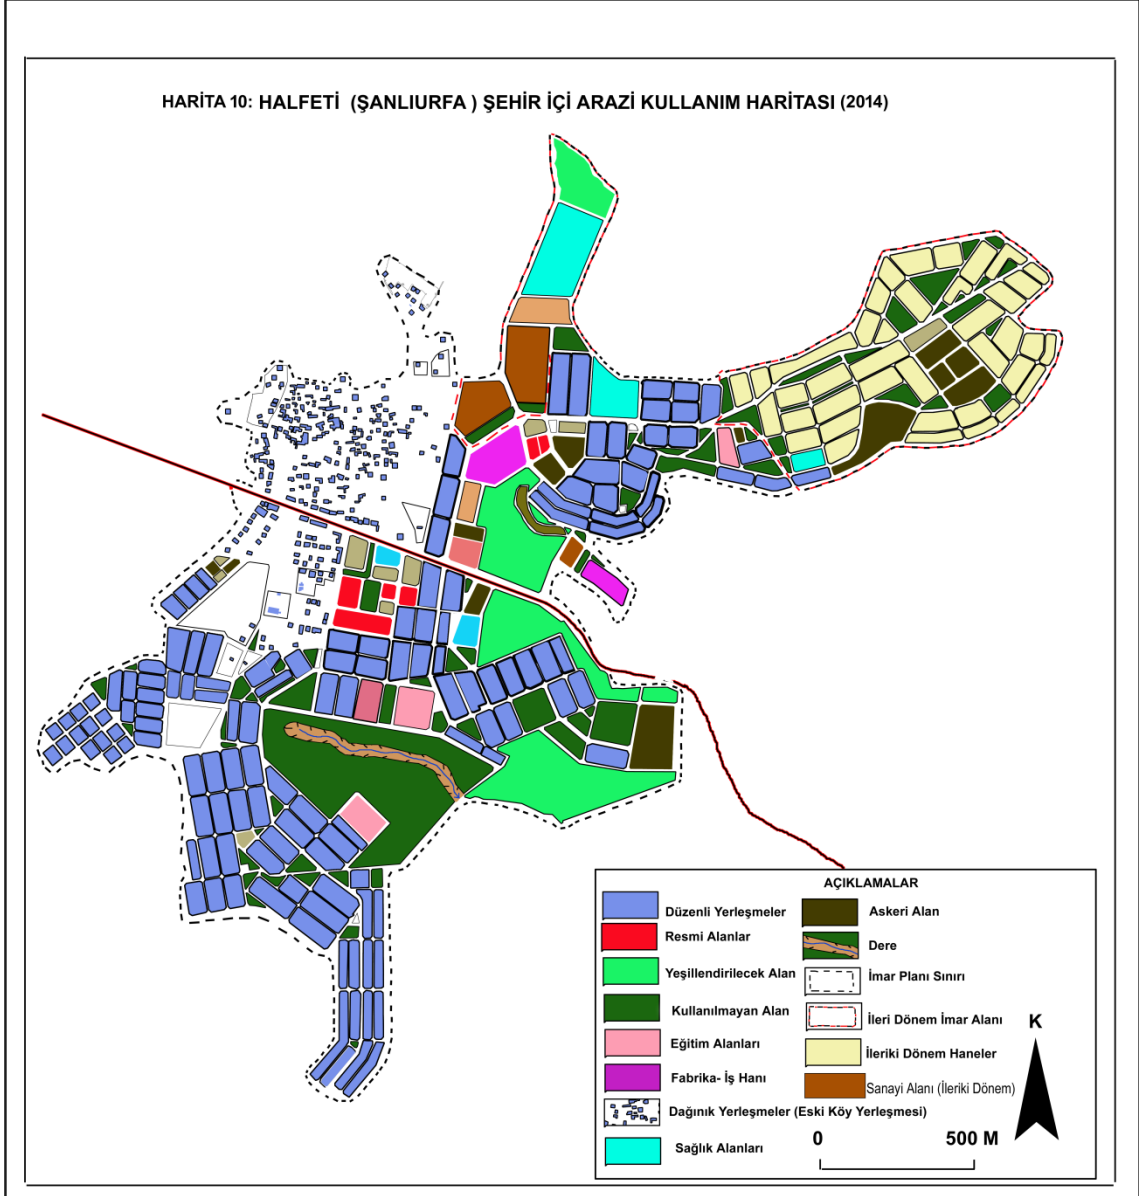 HARİTA 10: HALFETİ (ŞANLIURFA ) ŞEHİR İÇİ ARAZİ KULLANIM HARİTASI (2014)
AÇIKLAMALAR
Düzenli Yerleşmeler
Resmi Alanlar
Yeşillendirilecek Alan
Kullanılmayan Alan
Eğitim Alanları
Fabrika- İş Hanı
Dağınık Yerleşmeler (Eski Köy Yerleşmesi)
Sağlık Alanları
Askeri Alan
Dere
İmar Planı Sınırı
İleri Dönem İmar Alanı
İleriki Dönem Haneler
Sanayi Alanı (İleriki Dönem)
K
0 500 M